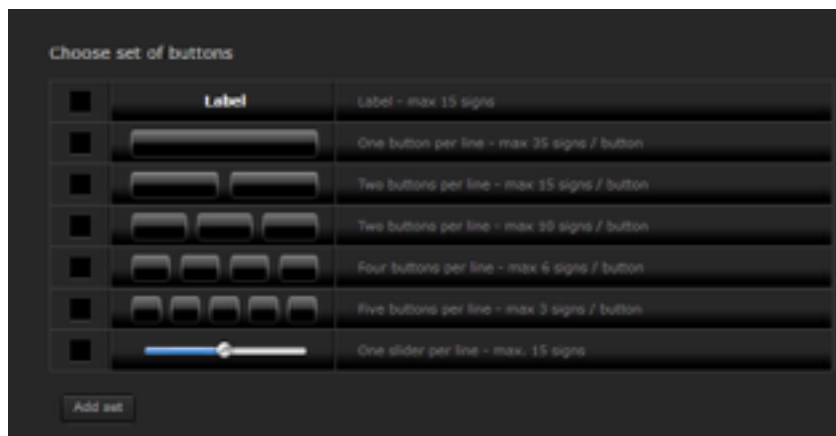 Choose set of buttons
Label
Label - max 15 signs
One button per line - max 35 signs / button
Two buttons per line - max 15 signs / button
Two buttons per line - max 10 signs / button
Four buttons per line - max 6 signs / button
Five buttons per line - max 3 signs / button
One slider per line - max. 15 signs
Add set